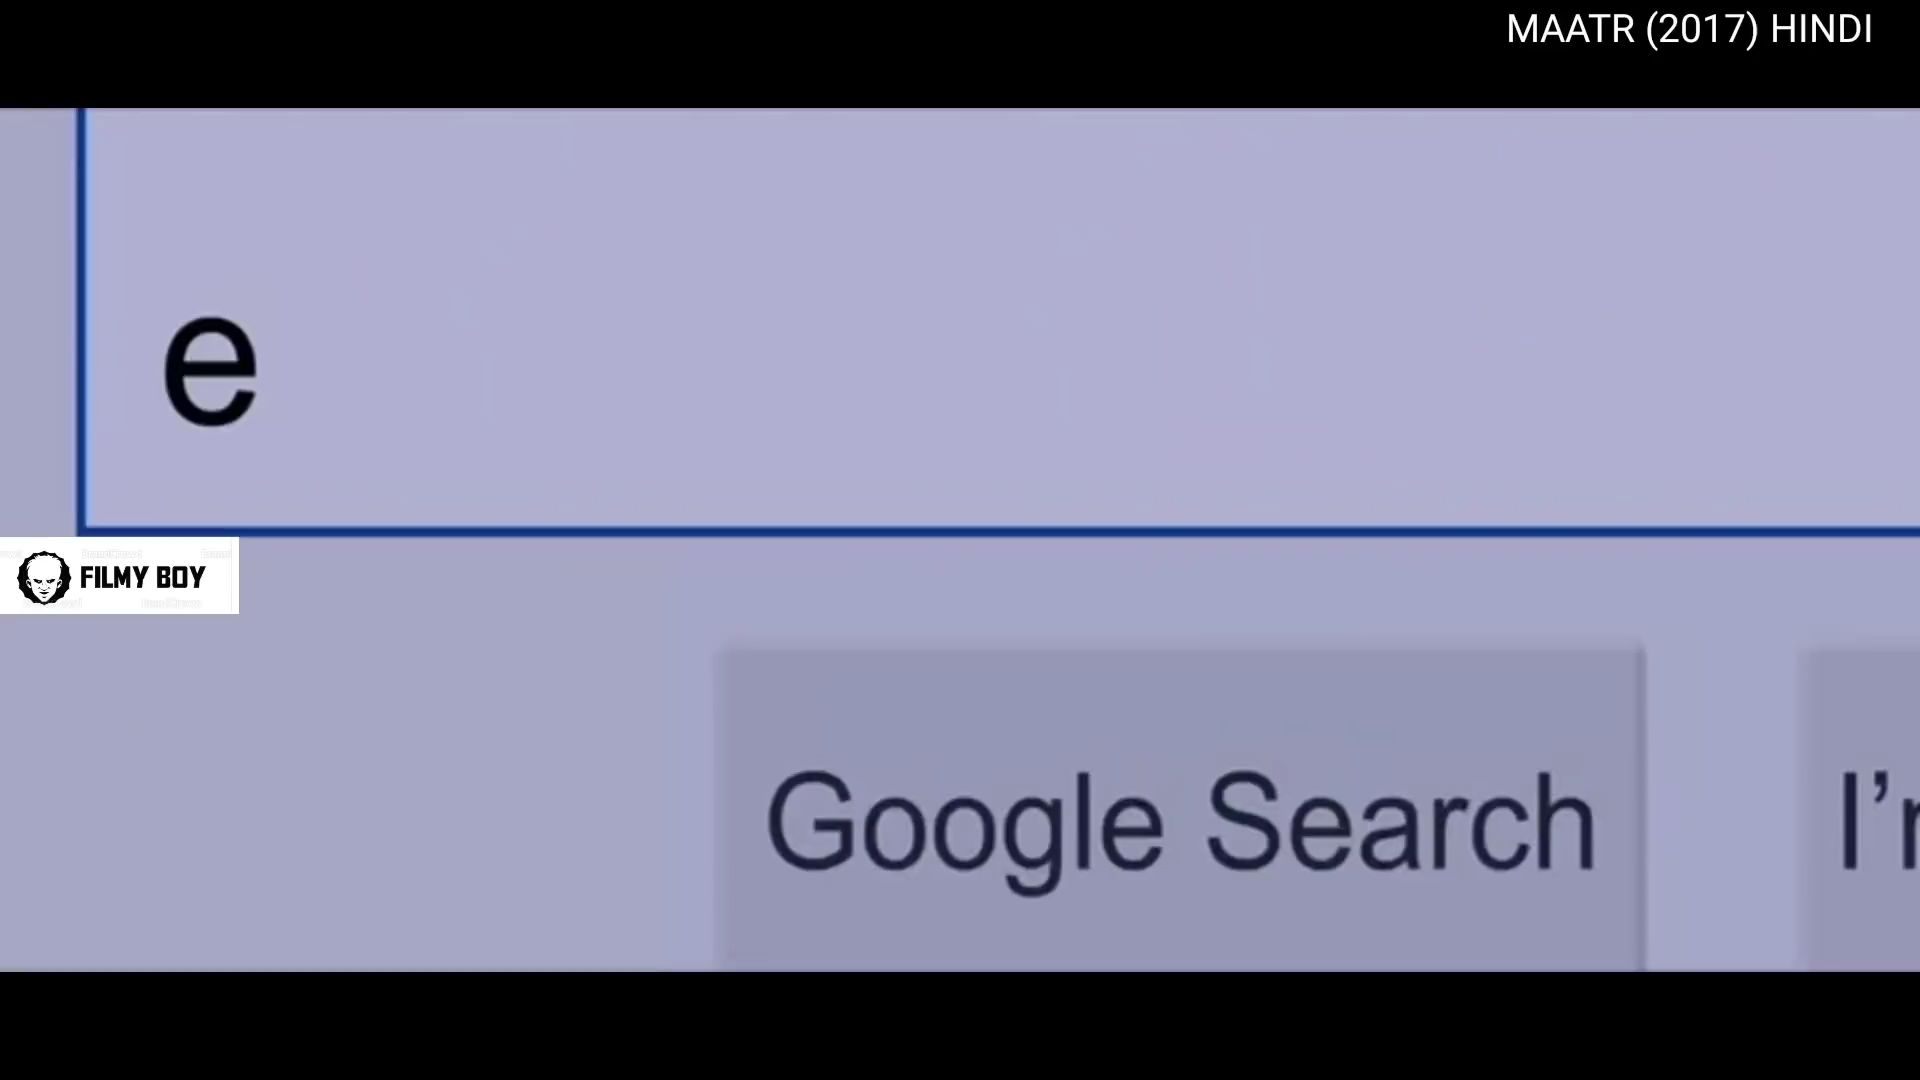 MAATR (2017) HINDI
e
FILMY BOY
Google Search
I'